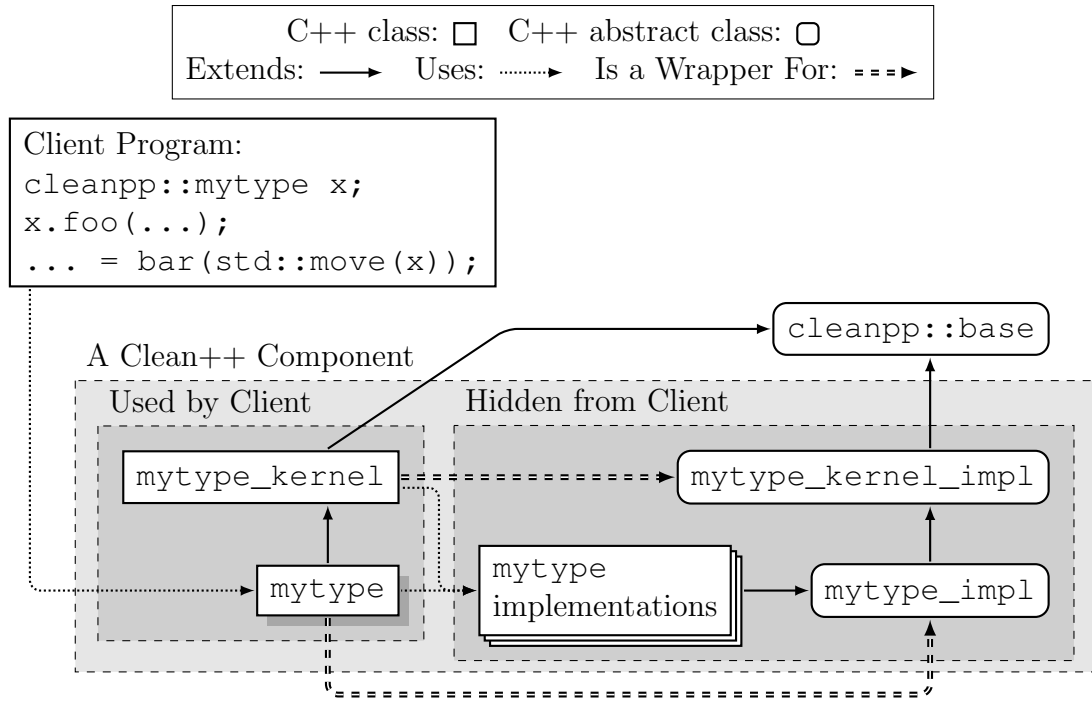 C++ class: C++ abstract class:
Extends: Uses: Is a Wrapper For:
Client Program:
cleanpp::mytype x;
x.foo(...);
... = bar(std::move(x));
cleanpp::base
A Clean++ Component
Used by Client
Hidden from Client
mytype_kernel
mytype_kernel_impl
mytype
mytype
implementations
mytype_impl